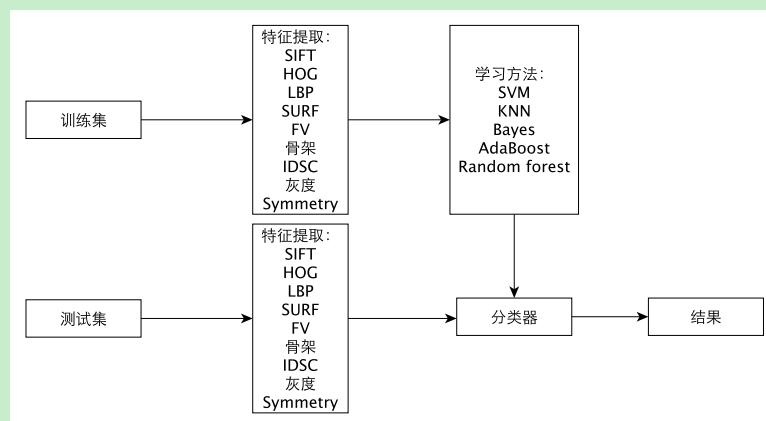 训练集
特征提取：
SIFT
HOG
LBP
SURF
FV
骨架
IDSC
灰度
Symmetry
学习方法：
SVM
KNN
Bayes
AdaBoost
Random forest
测试集
特征提取：
SIFT
HOG
LBP
SURF
FV
骨架
IDSC
灰度
Symmetry
分类器
结果